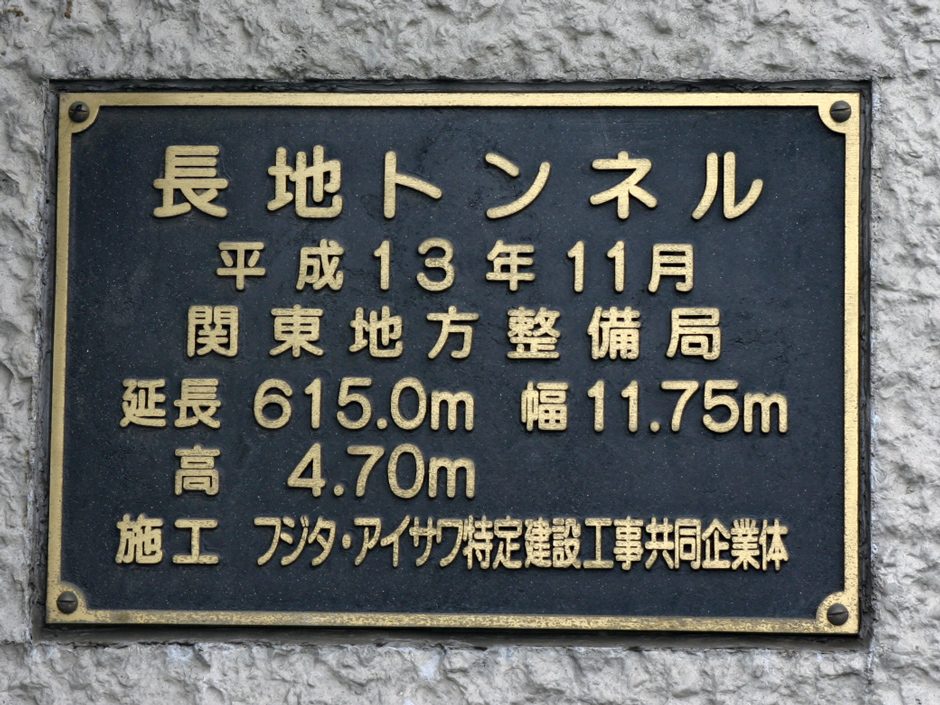 長地トンネル
平成13年11月
関東地方整備局
延長 615.0m 幅 11.75m
高 4.70m
施工 フジタ・アイサワ特定建設工事共同企業体